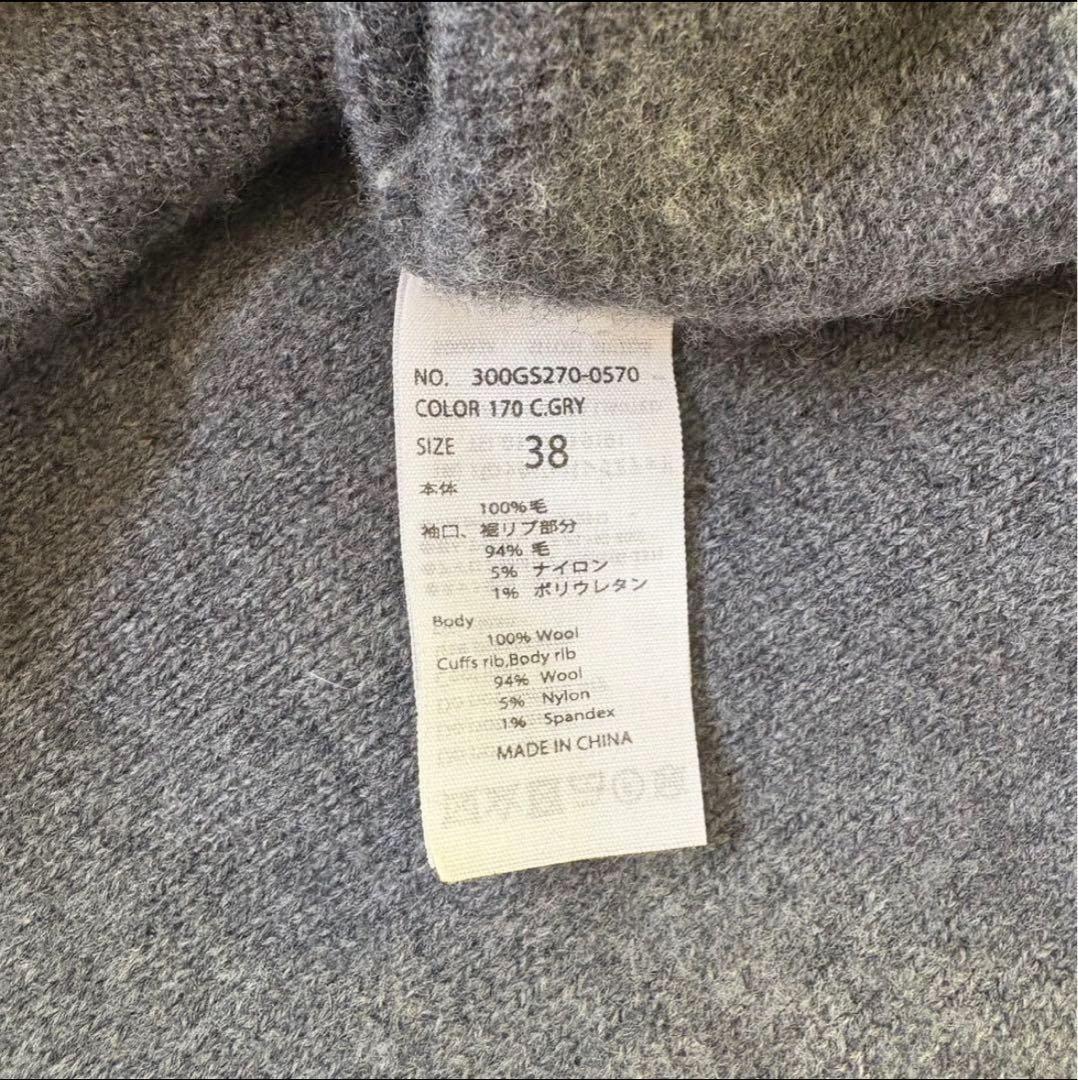 NO. 300GS270-0570
COLOR 170 C.GRY
SIZE 38
本体
100%毛
袖口、裾リブ部分
94% 毛
5% ナイロン
1% ポリウレタン
Body
100% Wool
Cuffs rib,Body rib
94% Wool
5% Nylon
1% Spandex
MADE IN CHINA